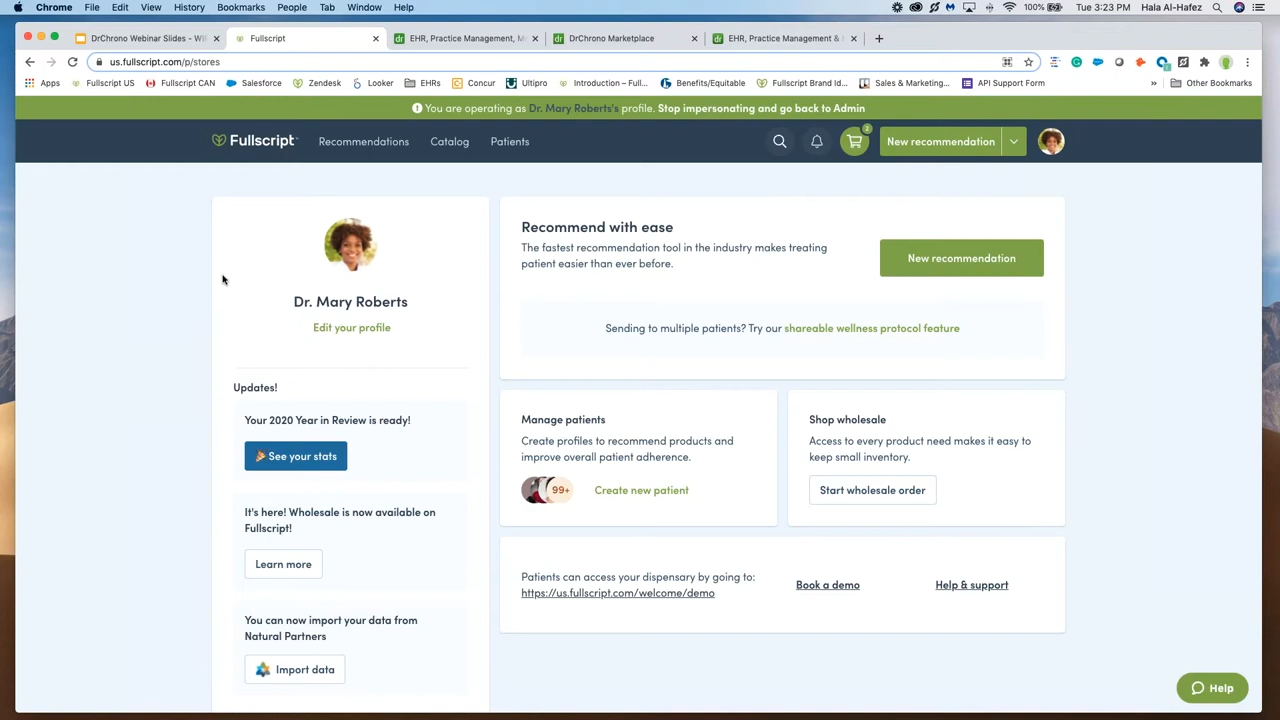 Chrome File Edit View History Bookmarks People Tab Window Help
100% Tue 3:23 PM Hala Al-Hafez
DrChrono Webinar Slides - WIP
Fullscript
EHR, Practice Management, M
DrChrono Marketplace
EHR, Practice Management &
us.fullscript.com/p/stores
Apps Fullscript US Fullscript CAN Salesforce Zendesk Looker EHRs Concur Ultipro Introduction – Full... Benefits/Equitable Fullscript Brand Id... Sales & Marketing... API Support Form » Other Bookmarks
You are operating as Dr. Mary Roberts's profile. Stop impersonating and go back to Admin
Fullscript
Recommendations Catalog Patients
2
New recommendation
Dr. Mary Roberts
Edit your profile
Updates!
Your 2020 Year in Review is ready!
See your stats
It's here! Wholesale is now available on
Fullscript!
Learn more
You can now import your data from
Natural Partners
Import data
Recommend with ease
The fastest recommendation tool in the industry makes treating
patient easier than ever before.
New recommendation
Sending to multiple patients? Try our shareable wellness protocol feature
Manage patients
Create profiles to recommend products and
improve overall patient adherence.
99+
Create new patient
Shop wholesale
Access to every product need makes it easy to
keep small inventory.
Start wholesale order
Patients can access your dispensary by going to:
https://us.fullscript.com/welcome/demo
Book a demo
Help & support
Help